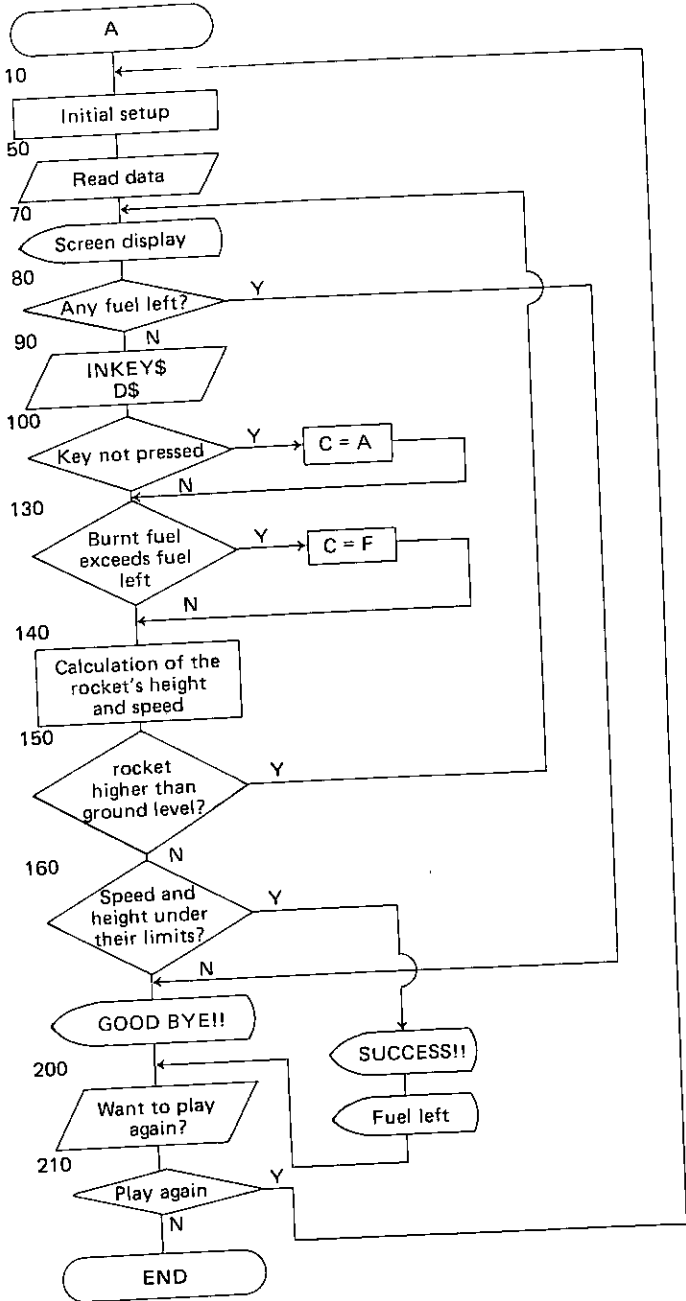 A
10
Initial setup
50
Read data
70
Screen display
80
Any fuel left?
Y
N
90
INKEY$
D$
100
Key not pressed
Y
C = A
N
130
Burnt fuel
exceeds fuel
left
Y
C = F
N
140
Calculation of the
rocket's height
and speed
150
rocket
higher than
ground level?
Y
N
160
Speed and
height under
their limits?
Y
N
GOOD BYE!!
SUCCESS!!
Fuel left
200
Want to play
again?
210
Play again
Y
N
END